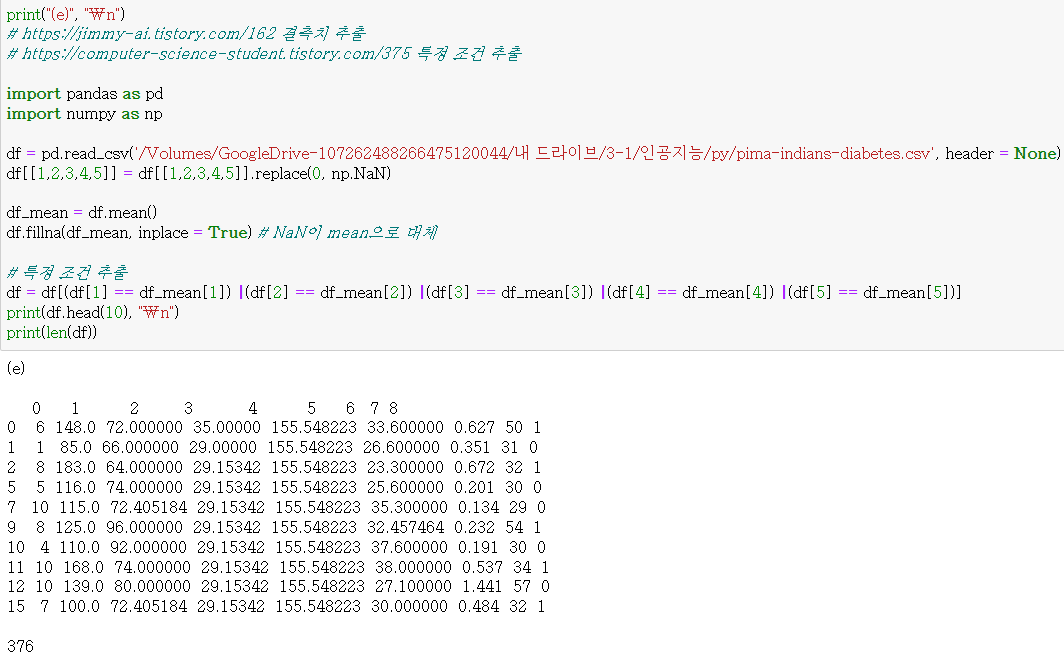 print("(e)", "₩n")
# https://jimmy-ai.tistory.com/162 결측치 추출
# https://computer-science-student.tistory.com/375 특정 조건 추출
import pandas as pd
import numpy as np
df = pd.read_csv('/Volumes/GoogleDrive-107262488266475120044/내 드라이브/3-1/인공지능/py/pima-indians-diabetes.csv', header = None)
df[[1,2,3,4,5]] = df[[1,2,3,4,5]].replace(0, np.NaN)
df_mean = df.mean()
df.fillna(df_mean, inplace = True) # NaN이 mean으로 대체
# 특정 조건 추출
df = df[(df[1] == df_mean[1]) |(df[2] == df_mean[2]) |(df[3] == df_mean[3]) |(df[4] == df_mean[4]) |(df[5] == df_mean[5])]
print(df.head(10), "₩n")
print(len(df))
(e)
0 1 2 3 4 5 6 7 8
0 6 148.0 72.000000 35.00000 155.548223 33.600000 0.627 50 1
1 1 85.0 66.000000 29.00000 155.548223 26.600000 0.351 31 0
2 8 183.0 64.000000 29.15342 155.548223 23.300000 0.672 32 1
5 5 116.0 74.000000 29.15342 155.548223 25.600000 0.201 30 0
7 10 115.0 72.405184 29.15342 155.548223 35.300000 0.134 29 0
9 8 125.0 96.000000 29.15342 155.548223 32.457464 0.232 54 1
10 4 110.0 92.000000 29.15342 155.548223 37.600000 0.191 30 0
11 10 168.0 74.000000 29.15342 155.548223 38.000000 0.537 34 1
12 10 139.0 80.000000 29.15342 155.548223 27.100000 1.441 57 0
15 7 100.0 72.405184 29.15342 155.548223 30.000000 0.484 32 1
376